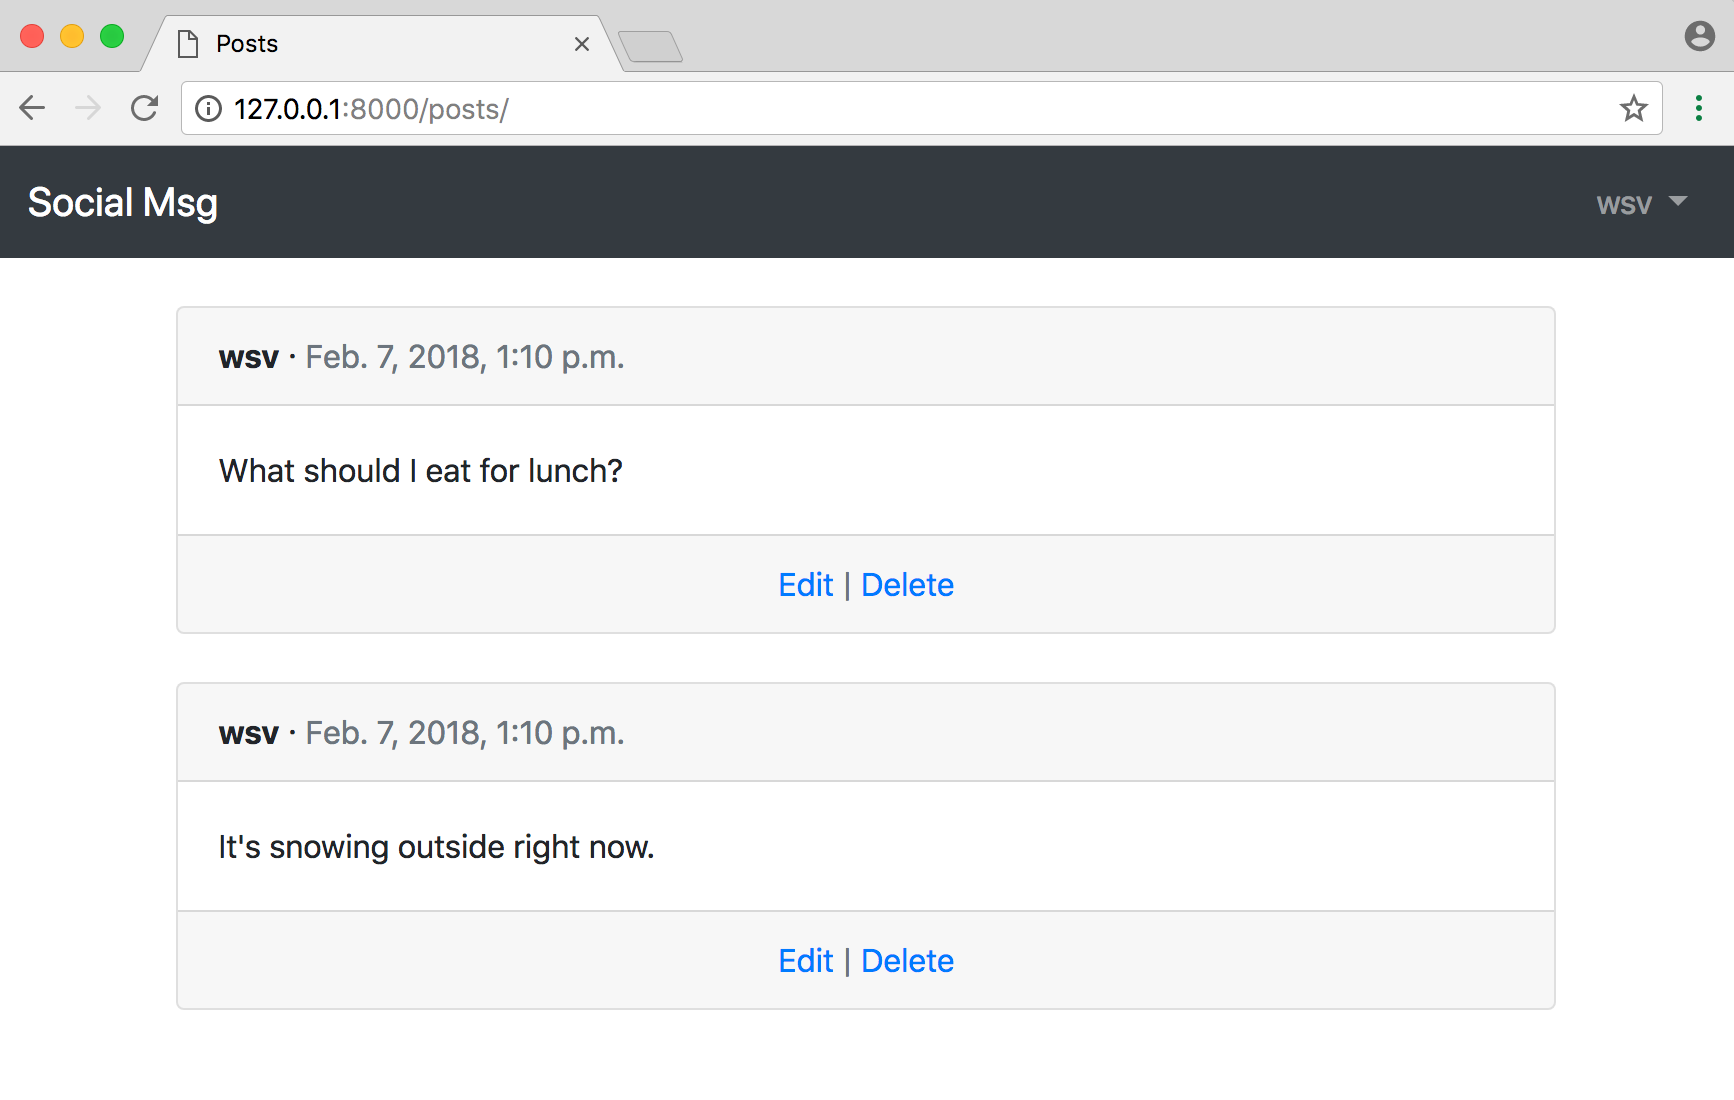 Posts
127.0.0.1:8000/posts/
Social Msg
wsv
wsv · Feb. 7, 2018, 1:10 p.m.
What should I eat for lunch?
Edit | Delete
wsv · Feb. 7, 2018, 1:10 p.m.
It's snowing outside right now.
Edit | Delete